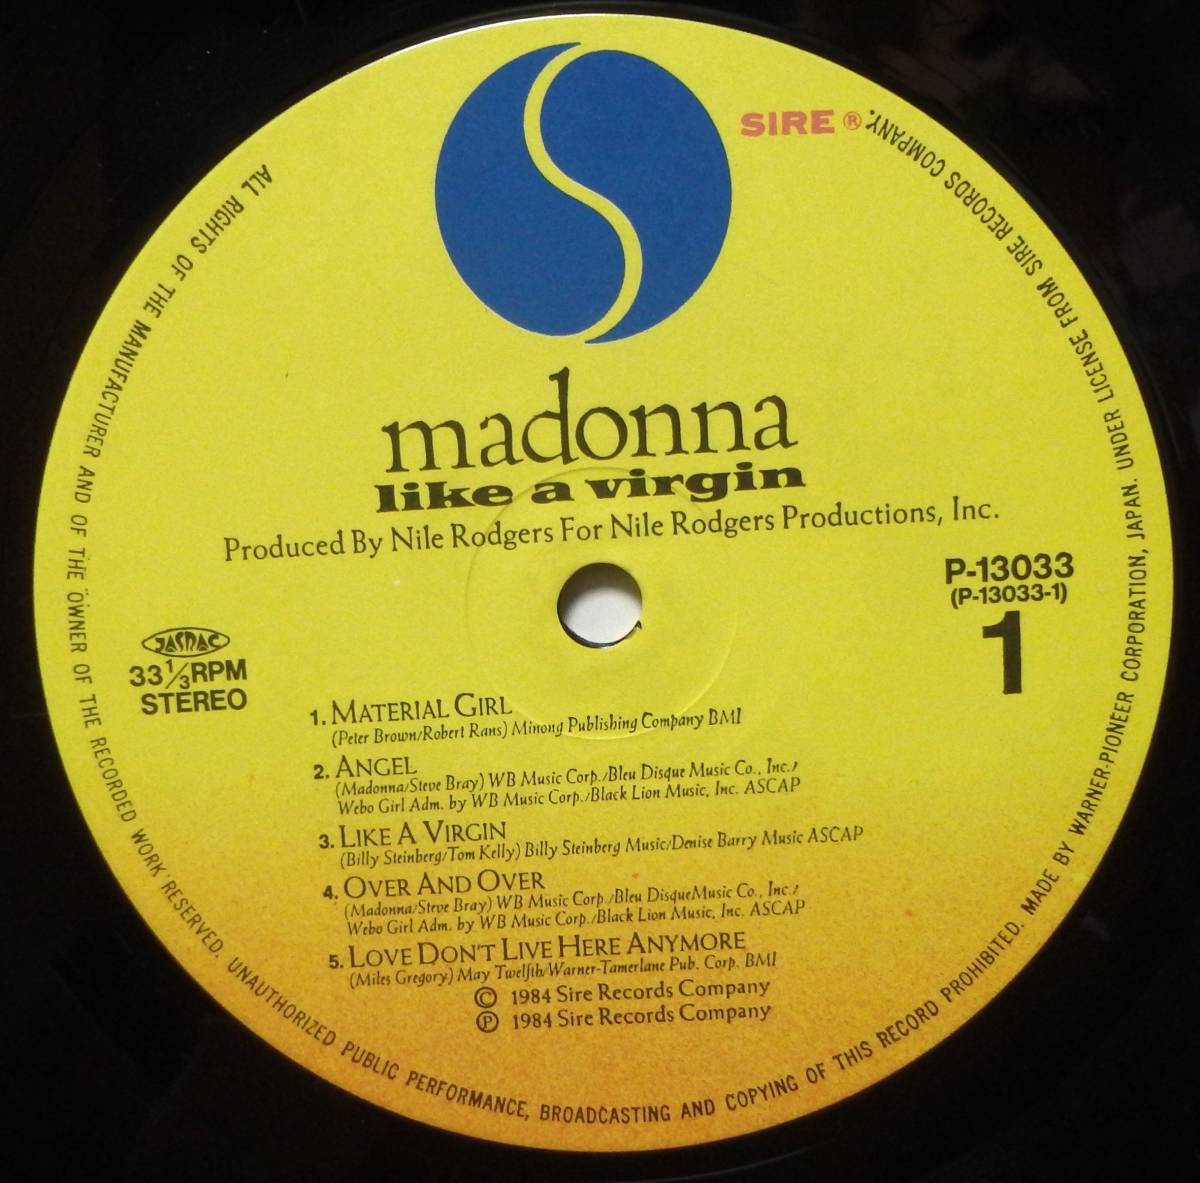 SIRE ®
madonna
like a virgin
Produced By Nile Rodgers For Nile Rodgers Productions, Inc.
P-13033
(P-13033-1)
1
JASRAC
33 1/3 RPM
STEREO
1. MATERIAL GIRL
(Peter Brown/Robert Rans) Minong Publishing Company BMI
2. ANGEL
(Madonna/Steve Bray) WB Music Corp./Bleu Disque Music Co., Inc./
Webo Girl Adm. by WB Music Corp./Black Lion Music, Inc. ASCAP
3. LIKE A VIRGIN
(Billy Steinberg/Tom Kelly) Billy Steinberg Music/Denise Barry Music ASCAP
4. OVER AND OVER
(Madonna/Steve Bray) WB Music Corp./Bleu DisqueMusic Co., Inc./
Webo Girl Adm. by WB Music Corp./Black Lion Music, Inc. ASCAP
5. LOVE DON'T LIVE HERE ANYMORE
(Miles Gregory) May Twelfth/Warner-Tamerlane Pub. Corp. BMI
© 1984 Sire Records Company
℗ 1984 Sire Records Company
ALL RIGHTS OF THE MANUFACTURER AND OF THE OWNER OF THE RECORDED WORK RESERVED. UNAUTHORIZED PUBLIC PERFORMANCE, BROADCASTING AND COPYING OF THIS RECORD PROHIBITED. MADE BY WARNER-PIONEER CORPORATION, JAPAN. UNDER LICENSE FROM SIRE RECORDS COMPANY.